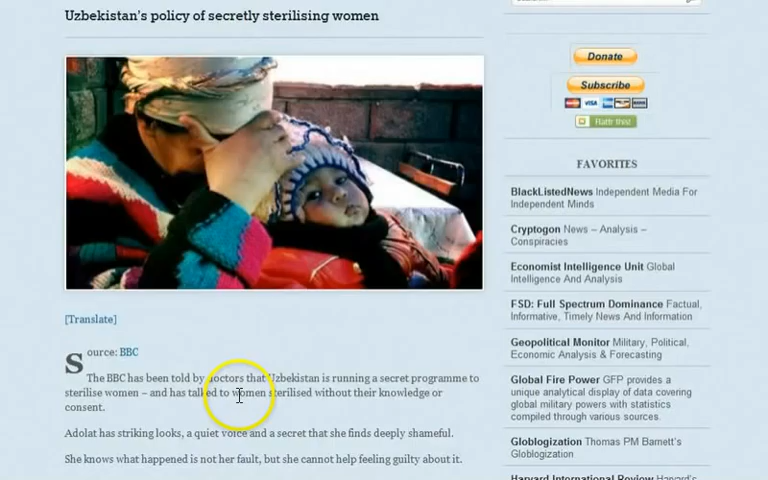 Uzbekistan's policy of secretly sterilising women
Donate
Subscribe
VISA
flattr this!
FAVORITES
BlackListedNews Independent Media For
Independent Minds
Cryptogon News – Analysis –
Conspiracies
Economist Intelligence Unit Global
Intelligence And Analysis
FSD: Full Spectrum Dominance Factual,
Informative, Timely News And Information
Geopolitical Monitor Military, Political,
Economic Analysis & Forecasting
Global Fire Power GFP provides a
unique analytical display of data covering
global military powers with statistics
compiled through various sources.
Globlogization Thomas PM Barnett's
Globlogization
Harvard International Review Harvard's
[Translate]
Source: BBC
The BBC has been told by doctors that Uzbekistan is running a secret programme to
sterilise women – and has talked to women sterilised without their knowledge or
consent.
Adolat has striking looks, a quiet voice and a secret that she finds deeply shameful.
She knows what happened is not her fault, but she cannot help feeling guilty about it.